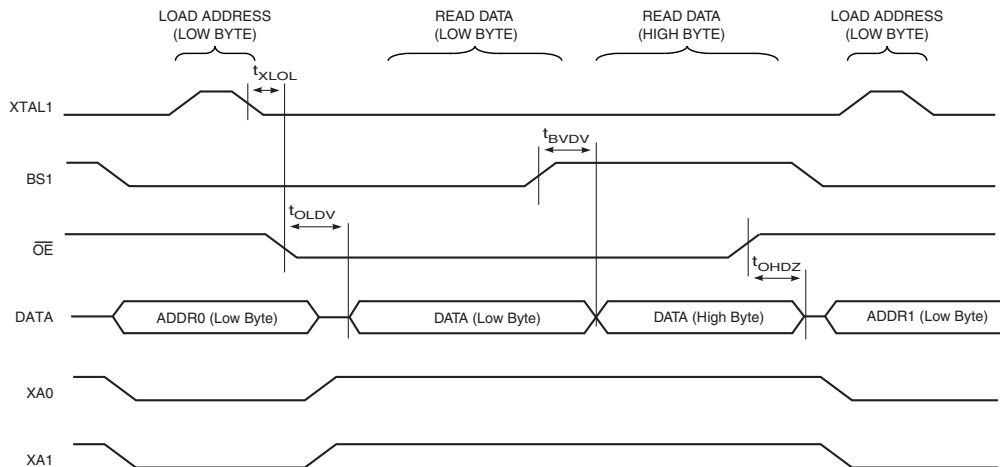 LOAD ADDRESS
(LOW BYTE)
READ DATA
(LOW BYTE)
READ DATA
(HIGH BYTE)
LOAD ADDRESS
(LOW BYTE)
tXLOL
XTAL1
tBVDV
BS1
tOLDV
OE
tOHDZ
DATA
ADDR0 (Low Byte)
DATA (Low Byte)
DATA (High Byte)
ADDR1 (Low Byte)
XA0
XA1